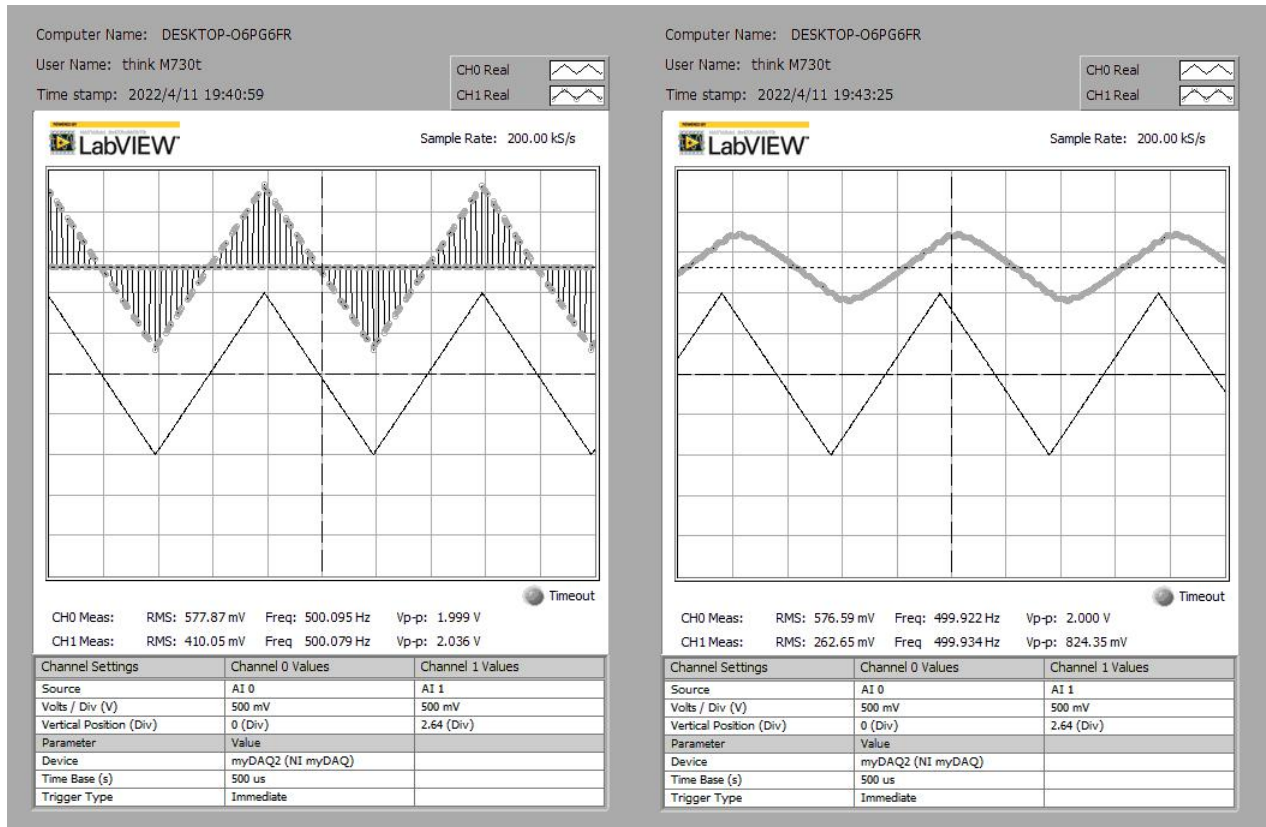 Computer Name: DESKTOP-O6PG6FR
User Name: think M730t
CH0 Real
Time stamp: 2022/4/11 19:40:59
CH1 Real
LabVIEW
Sample Rate: 200.00 kS/s
Timeout
CH0 Meas: RMS: 577.87 mV Freq: 500.095 Hz Vp-p: 1.999 V
CH1 Meas: RMS: 410.05 mV Freq 500.079 Hz Vp-p: 2.036 V
Channel Settings Channel 0 Values Channel 1 Values
Source AI 0 AI 1
Volts / Div (V) 500 mV 500 mV
Vertical Position (Div) 0 (Div) 2.64 (Div)
Parameter Value
Device myDAQ2 (NI myDAQ)
Time Base (s) 500 us
Trigger Type Immediate
Computer Name: DESKTOP-O6PG6FR
User Name: think M730t
CH0 Real
Time stamp: 2022/4/11 19:43:25
CH1 Real
LabVIEW
Sample Rate: 200.00 kS/s
Timeout
CH0 Meas: RMS: 576.59 mV Freq: 499.922 Hz Vp-p: 2.000 V
CH1 Meas: RMS: 262.65 mV Freq 499.934 Hz Vp-p: 824.35 mV
Channel Settings Channel 0 Values Channel 1 Values
Source AI 0 AI 1
Volts / Div (V) 500 mV 500 mV
Vertical Position (Div) 0 (Div) 2.64 (Div)
Parameter Value
Device myDAQ2 (NI myDAQ)
Time Base (s) 500 us
Trigger Type Immediate